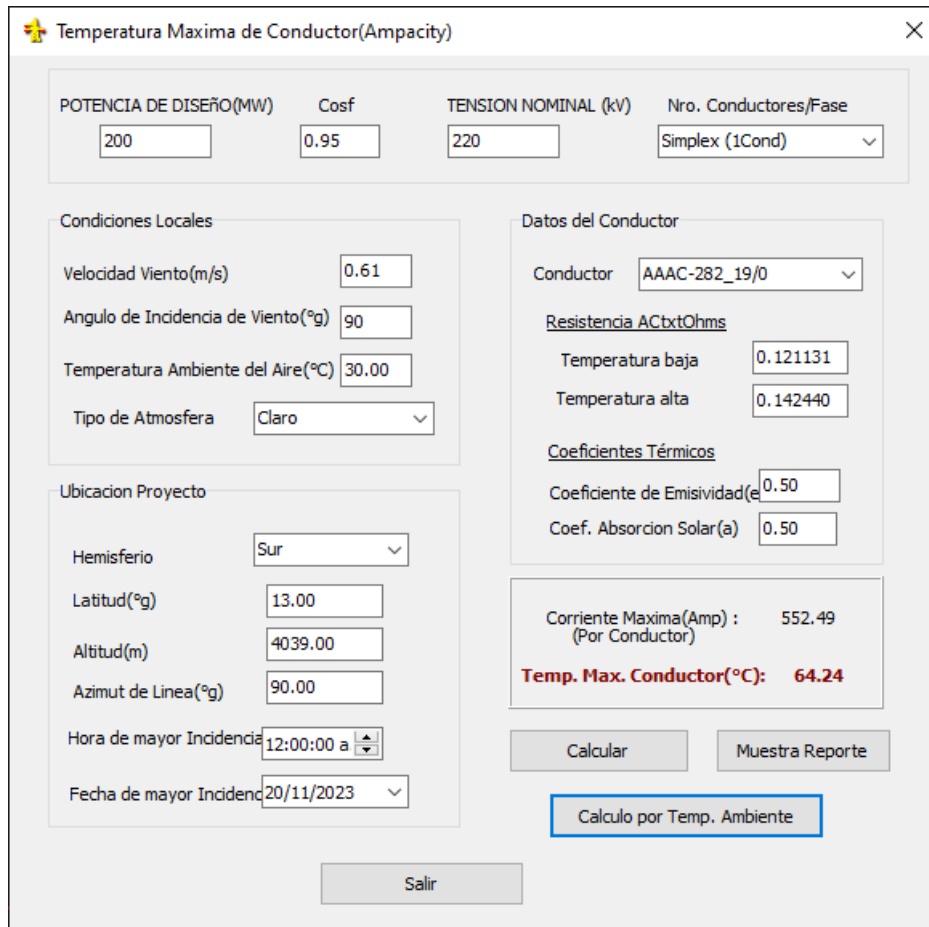 Temperatura Maxima de Conductor(Ampacity)
POTENCIA DE DISEñO(MW) Cosf TENSION NOMINAL (kV) Nro. Conductores/Fase
200 0.95 220 Simplex (1Cond)
Condiciones Locales
Velocidad Viento(m/s) 0.61
Angulo de Incidencia de Viento(ºg) 90
Temperatura Ambiente del Aire(ºC) 30.00
Tipo de Atmosfera Claro
Ubicacion Proyecto
Hemisferio Sur
Latitud(ºg) 13.00
Altitud(m) 4039.00
Azimut de Linea(ºg) 90.00
Hora de mayor Incidencia 12:00:00 a.
Fecha de mayor Incidenc 20/11/2023
Datos del Conductor
Conductor AAAC-282_19/0
Resistencia ACtxtOhms
Temperatura baja 0.121131
Temperatura alta 0.142440
Coeficientes Térmicos
Coeficiente de Emisividad(e 0.50
Coef. Absorcion Solar(a) 0.50
Corriente Maxima(Amp) : 552.49
(Por Conductor)
Temp. Max. Conductor(°C): 64.24
Calcular Muestra Reporte
Calculo por Temp. Ambiente
Salir